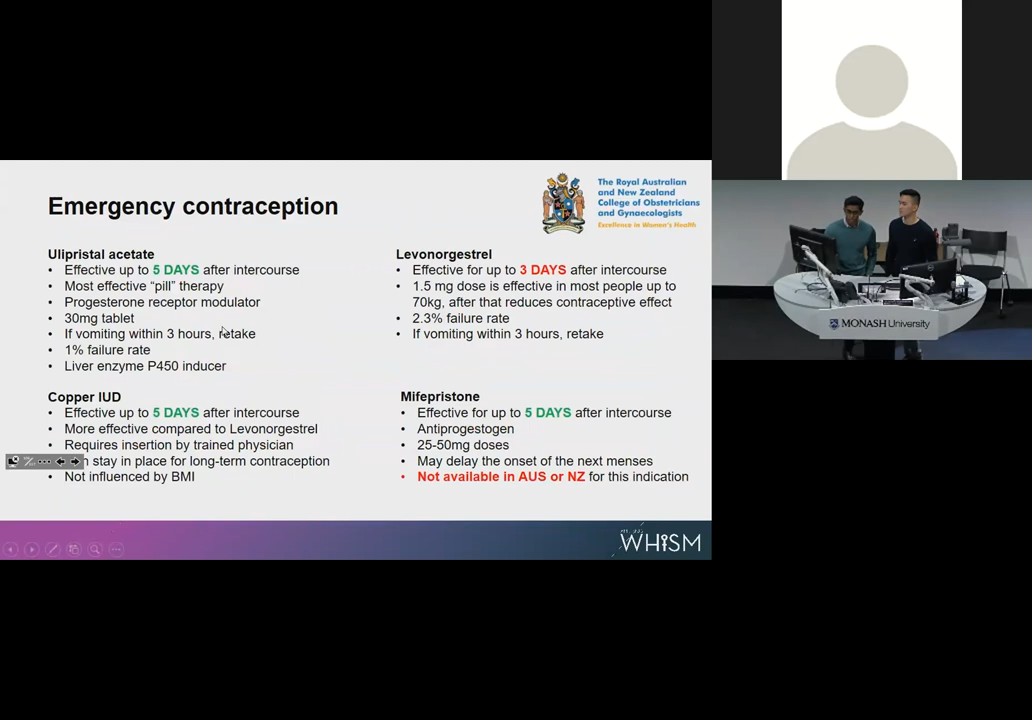 Emergency contraception
The Royal Australian
and New Zealand
College of Obstetricians
and Gynaecologists
Excellence in Women's Health
Ullpristal acetate
• Effective up to 5 DAYS after intercourse
• Most effective “pill” therapy
• Progesterone receptor modulator
• 30mg tablet
• If vomiting within 3 hours, retake
• 1% failure rate
• Liver enzyme P450 inducer
Levonorgestrel
• Effective for up to 3 DAYS after intercourse
• 1.5 mg dose is effective in most people up to
70kg, after that reduces contraceptive effect
• 2.3% failure rate
• If vomiting within 3 hours, retake
Copper IUD
• Effective up to 5 DAYS after intercourse
• More effective compared to Levonorgestrel
• Requires insertion by trained physician
stay in place for long-term contraception
• Not influenced by BMI
Mifepristone
• Effective for up to 5 DAYS after intercourse
• Antiprogestogen
• 25-50mg doses
• May delay the onset of the next menses
• Not available in AUS or NZ for this indication
WHISM
MONASH University